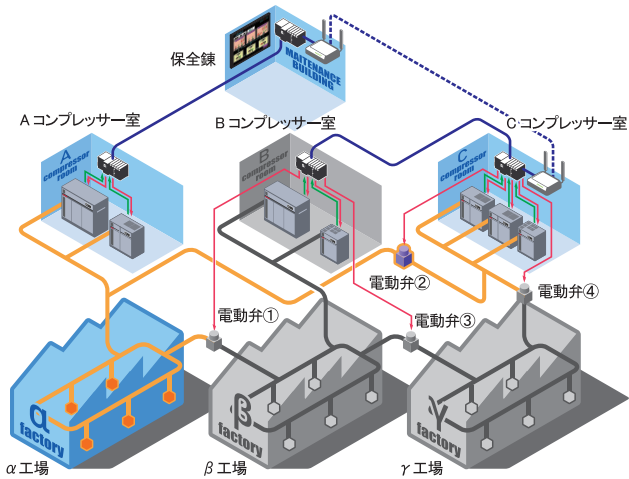 保全錬
MAITENANCE
BUILDING
Aコンプレッサー室
Bコンプレッサー室
Cコンプレッサー室
A
compressor
room
B
compressor
room
C
compressor
room
電動弁②
電動弁④
電動弁①
電動弁③
α
factory
β
factory
γ
factory
α工場
β工場
γ工場